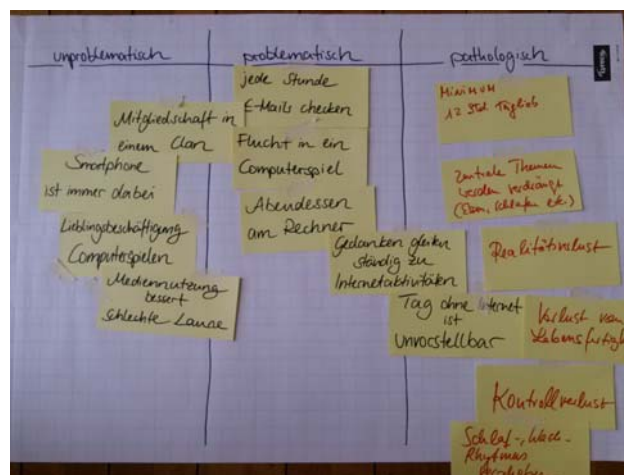 unproblematisch
problematisch
pathologisch
Mitgliedschaft in
einem Clan
Smartphone
ist immer dabei
Lieblingsbeschäftigung
Computerspielen
Mediennutzung
bessert
schlechte Laune
jede Stunde
E-Mails checken
Flucht in ein
Computerspiel
Abendessen
am Rechner
Gedanken gleiten
ständig zu
Internetaktivitäten
Tag ohne Internet
ist
unvorstellbar
Minimum
12 Std. täglich
Zentrale Themen
werden verdrängt
(Essen, schlafen etc.)
Realitätsverlust
Verlust von
Lebensfertigk
Kontrollverlust
Schlaf-, Wach-
Rhythmus